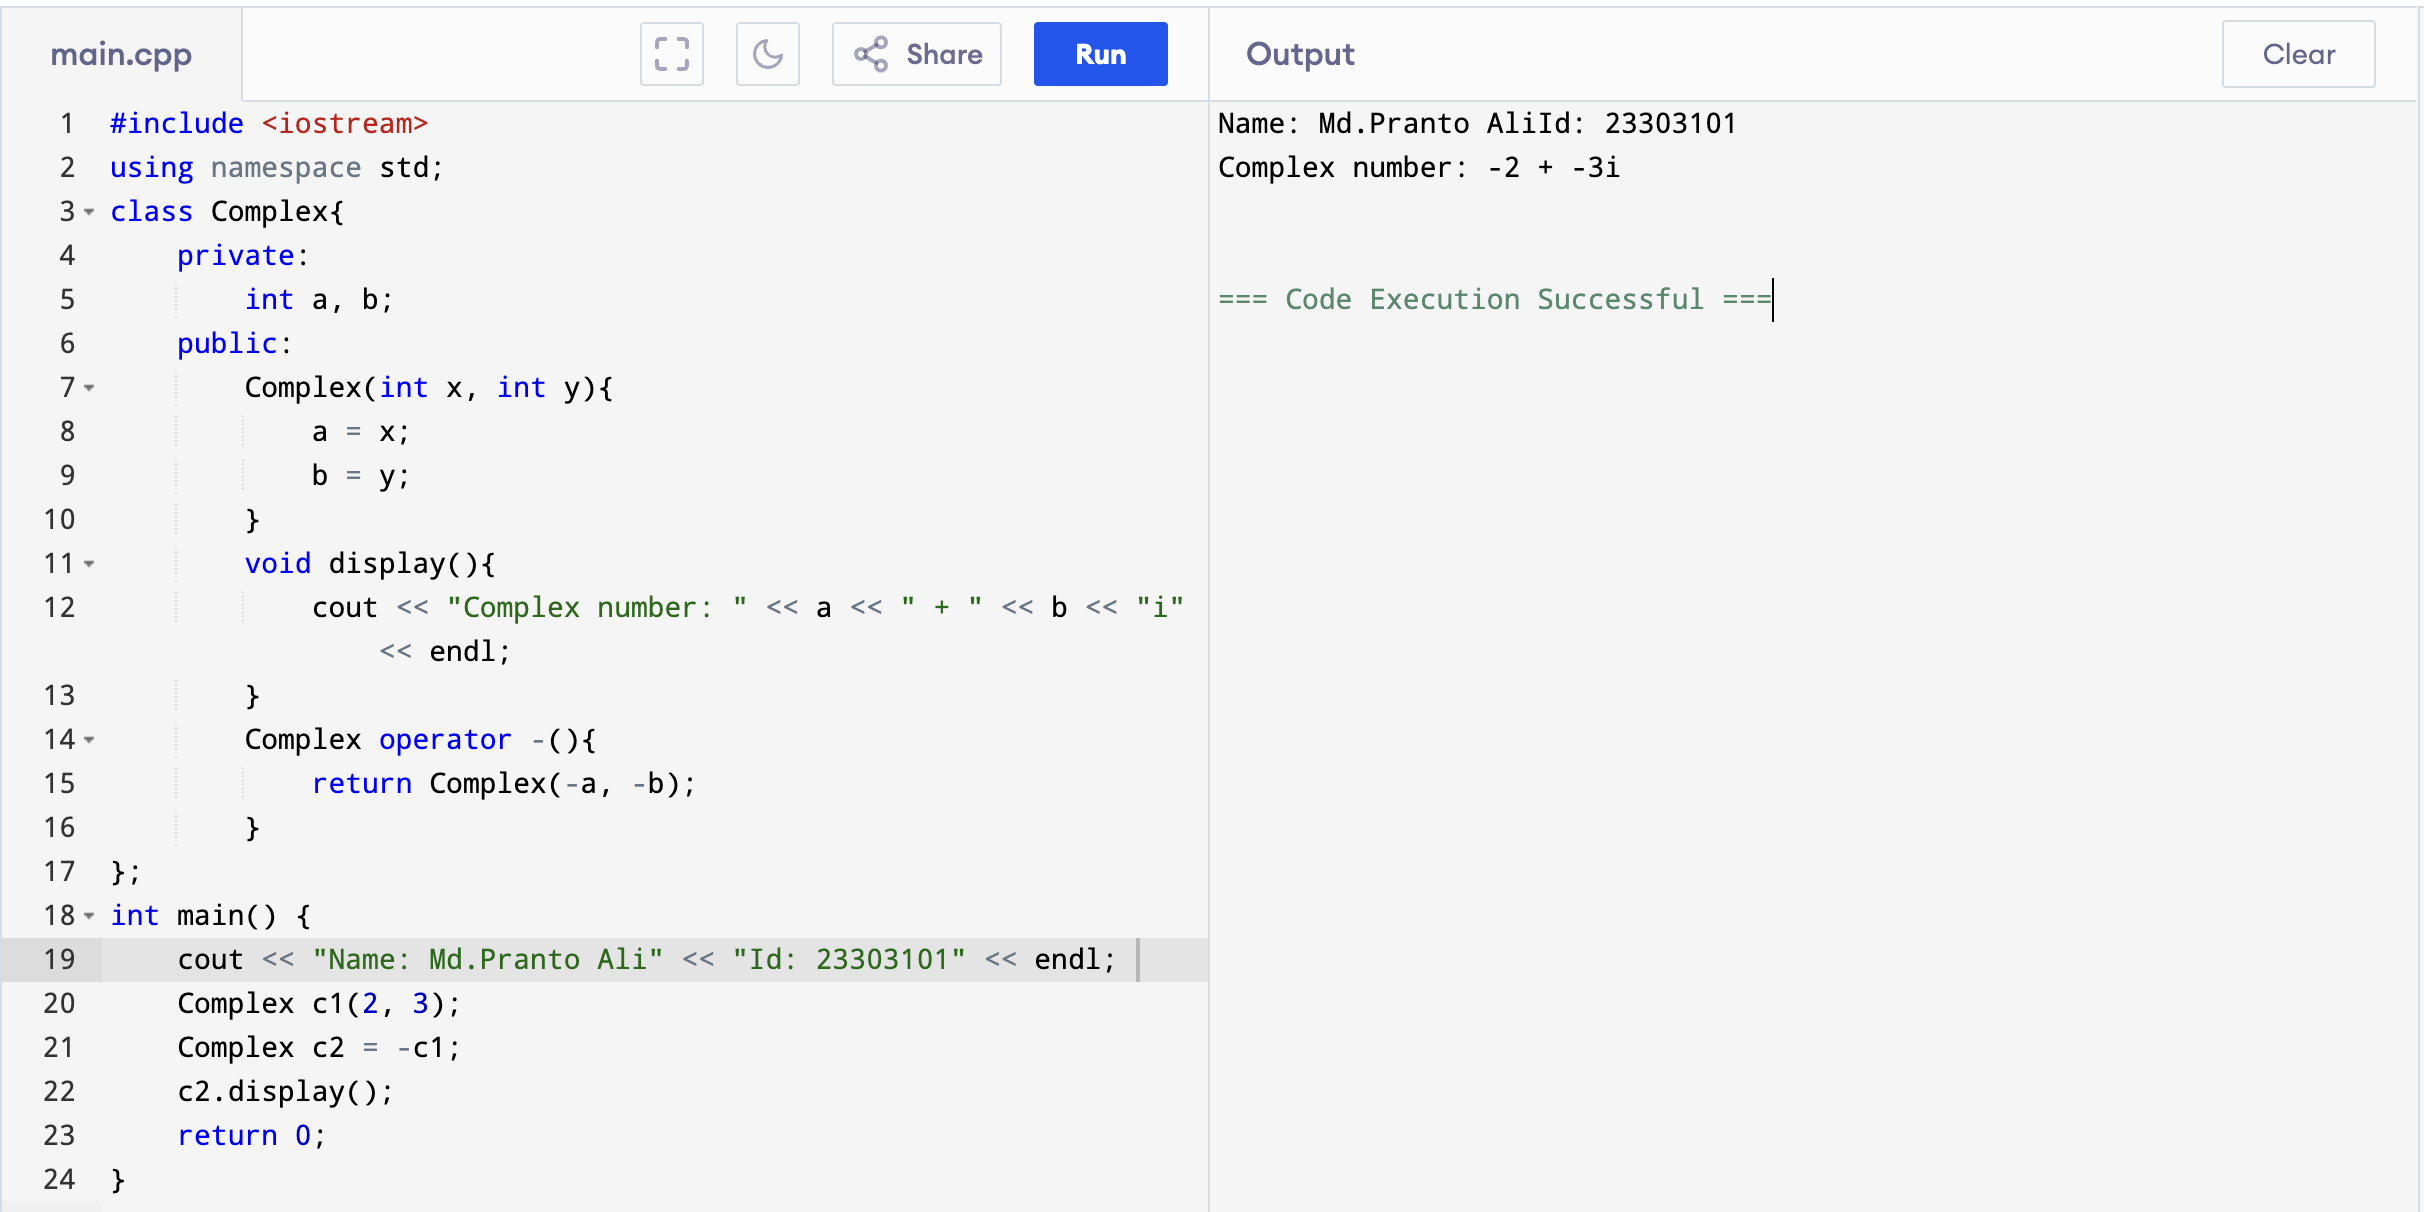 main.cpp
Share
Run
Output
Clear
1 #include <iostream>
2 using namespace std;
3 class Complex{
4     private:
5         int a, b;
6     public:
7         Complex(int x, int y){
8             a = x;
9             b = y;
10         }
11         void display(){
12             cout << "Complex number: " << a << " + " << b << "i"
                << endl;
13         }
14         Complex operator -(){
15             return Complex(-a, -b);
16         }
17 };
18 int main() {
19     cout << "Name: Md.Pranto Ali" << "Id: 23303101" << endl;
20     Complex c1(2, 3);
21     Complex c2 = -c1;
22     c2.display();
23     return 0;
24 }
Name: Md.Pranto AliId: 23303101
Complex number: -2 + -3i
=== Code Execution Successful ===